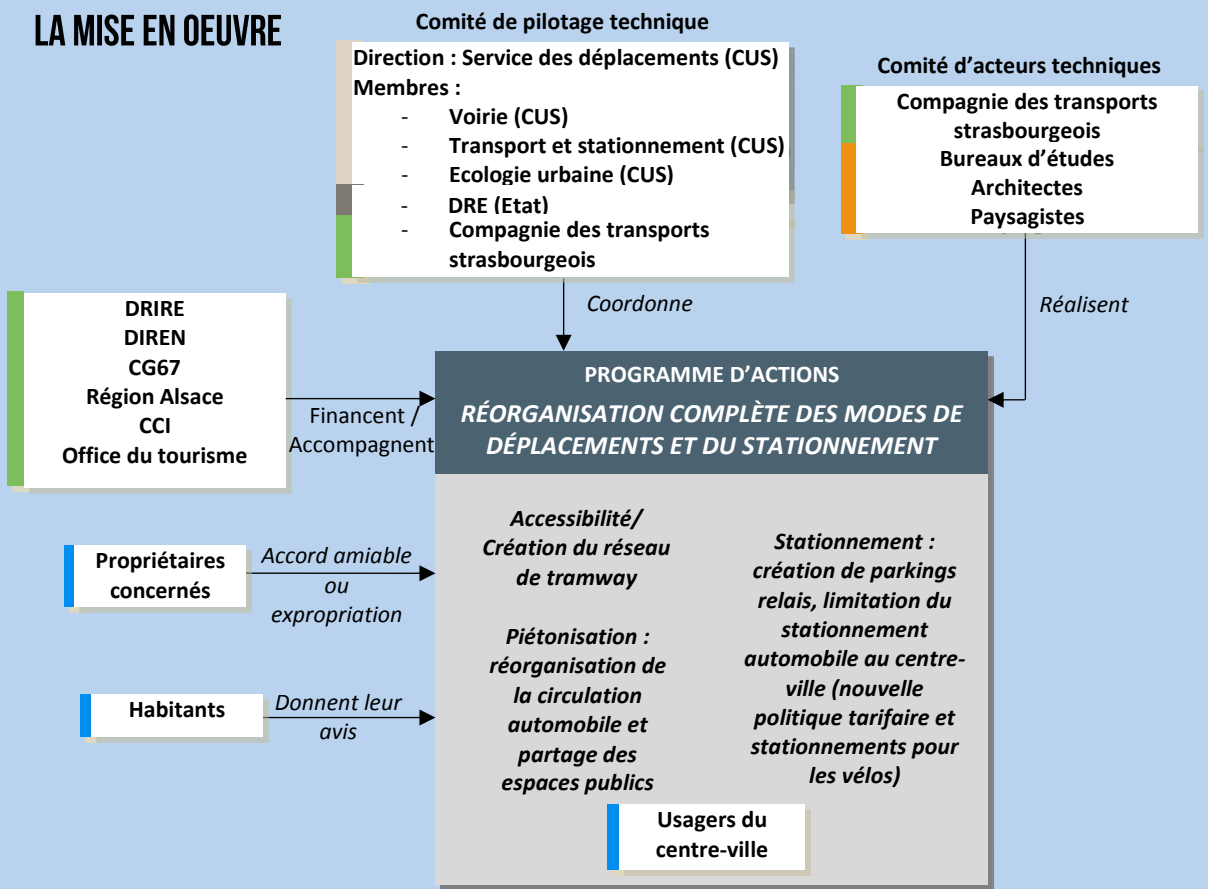 LA MISE EN OEUVRE
Comité de pilotage technique
Direction : Service des déplacements (CUS)
Membres :
- Voirie (CUS)
- Transport et stationnement (CUS)
- Ecologie urbaine (CUS)
- DRE (Etat)
- Compagnie des transports
strasbourgeois
Comité d’acteurs techniques
Compagnie des transports
strasbourgeois
Bureaux d’études
Architectes
Paysagistes
Coordonne
Réalisent
DRIRE
DIREN
CG67
Région Alsace
CCI
Office du tourisme
Financent /
Accompagnent
PROGRAMME D’ACTIONS
RÉORGANISATION COMPLÈTE DES MODES DE
DÉPLACEMENTS ET DU STATIONNEMENT
Propriétaires
concernés
Accord amiable
ou
expropriation
Habitants
Donnent leur
avis
Accessibilité/
Création du réseau
de tramway
Piétonisation :
réorganisation de
la circulation
automobile et
partage des
espaces publics
Stationnement :
création de parkings
relais, limitation du
stationnement
automobile au centre-
ville (nouvelle
politique tarifaire et
stationnements pour
les vélos)
Usagers du
centre-ville